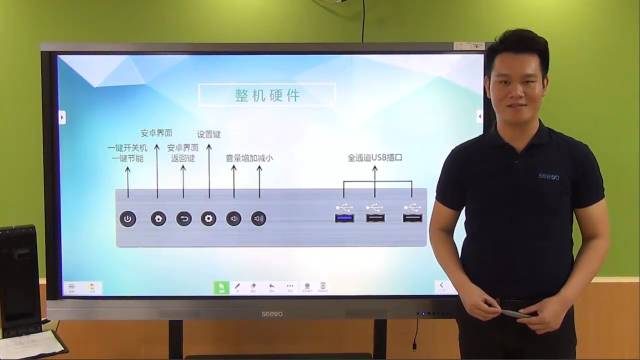 整机硬件
设置键
安卓界面
一键开关机
一键节能
安卓界面
返回键
音量增加减小
全通道USB接口
seewo
seewo